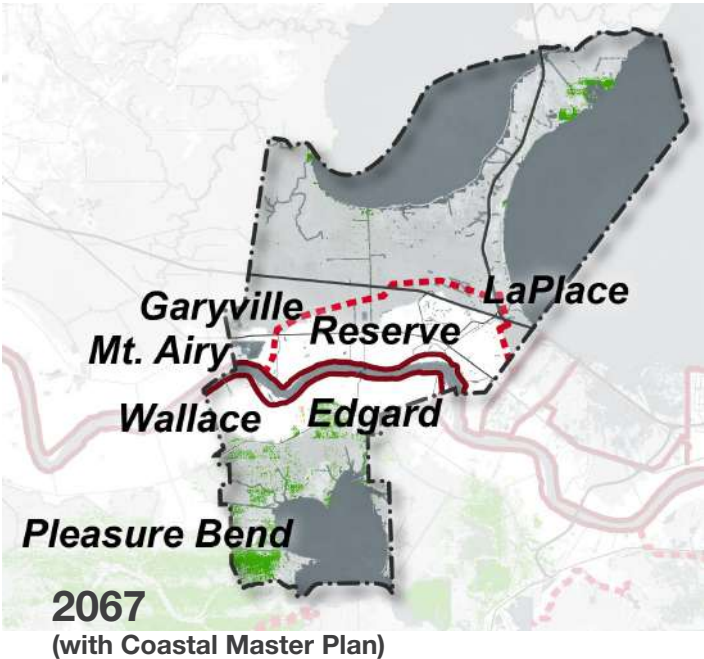 LaPlace
Garyville
Reserve
Mt. Airy
Wallace
Edgard
Pleasure Bend
2067
(with Coastal Master Plan)